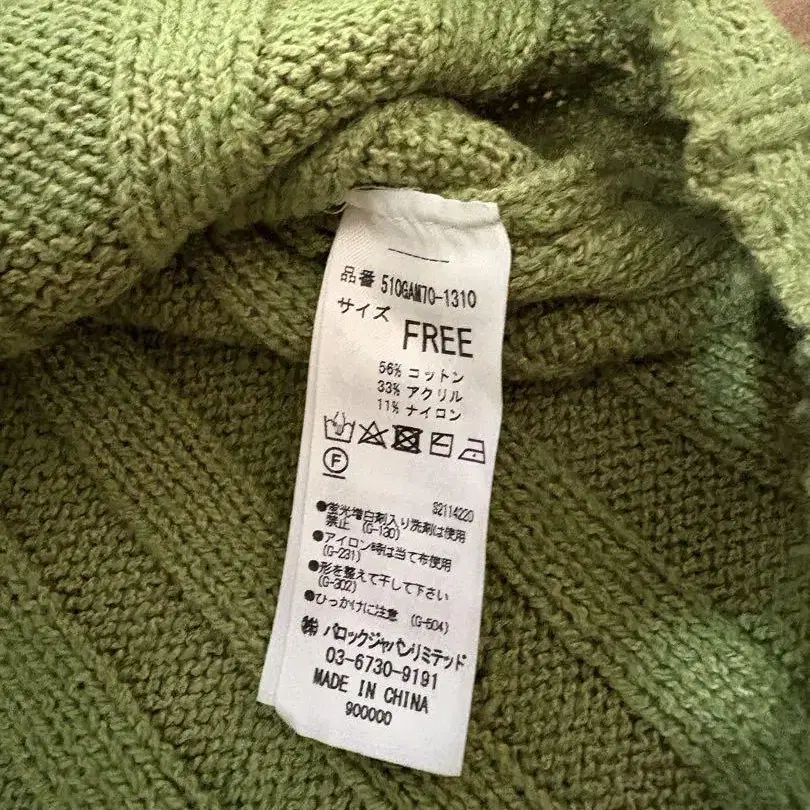 品番 510GAM70-1310
サイズ
FREE
56% コットン
33% アクリル
11% ナイロン
F
S2114220
●蛍光増白剤入り洗剤は使用
禁止 (G-130)
●アイロン時は当て布使用
(G-231)
●形を整えて干して下さい
(G-302)
●ひっかけに注意 (G-504)
㈱ バロックジャパンリミテッド
03-6730-9191
MADE IN CHINA
900000